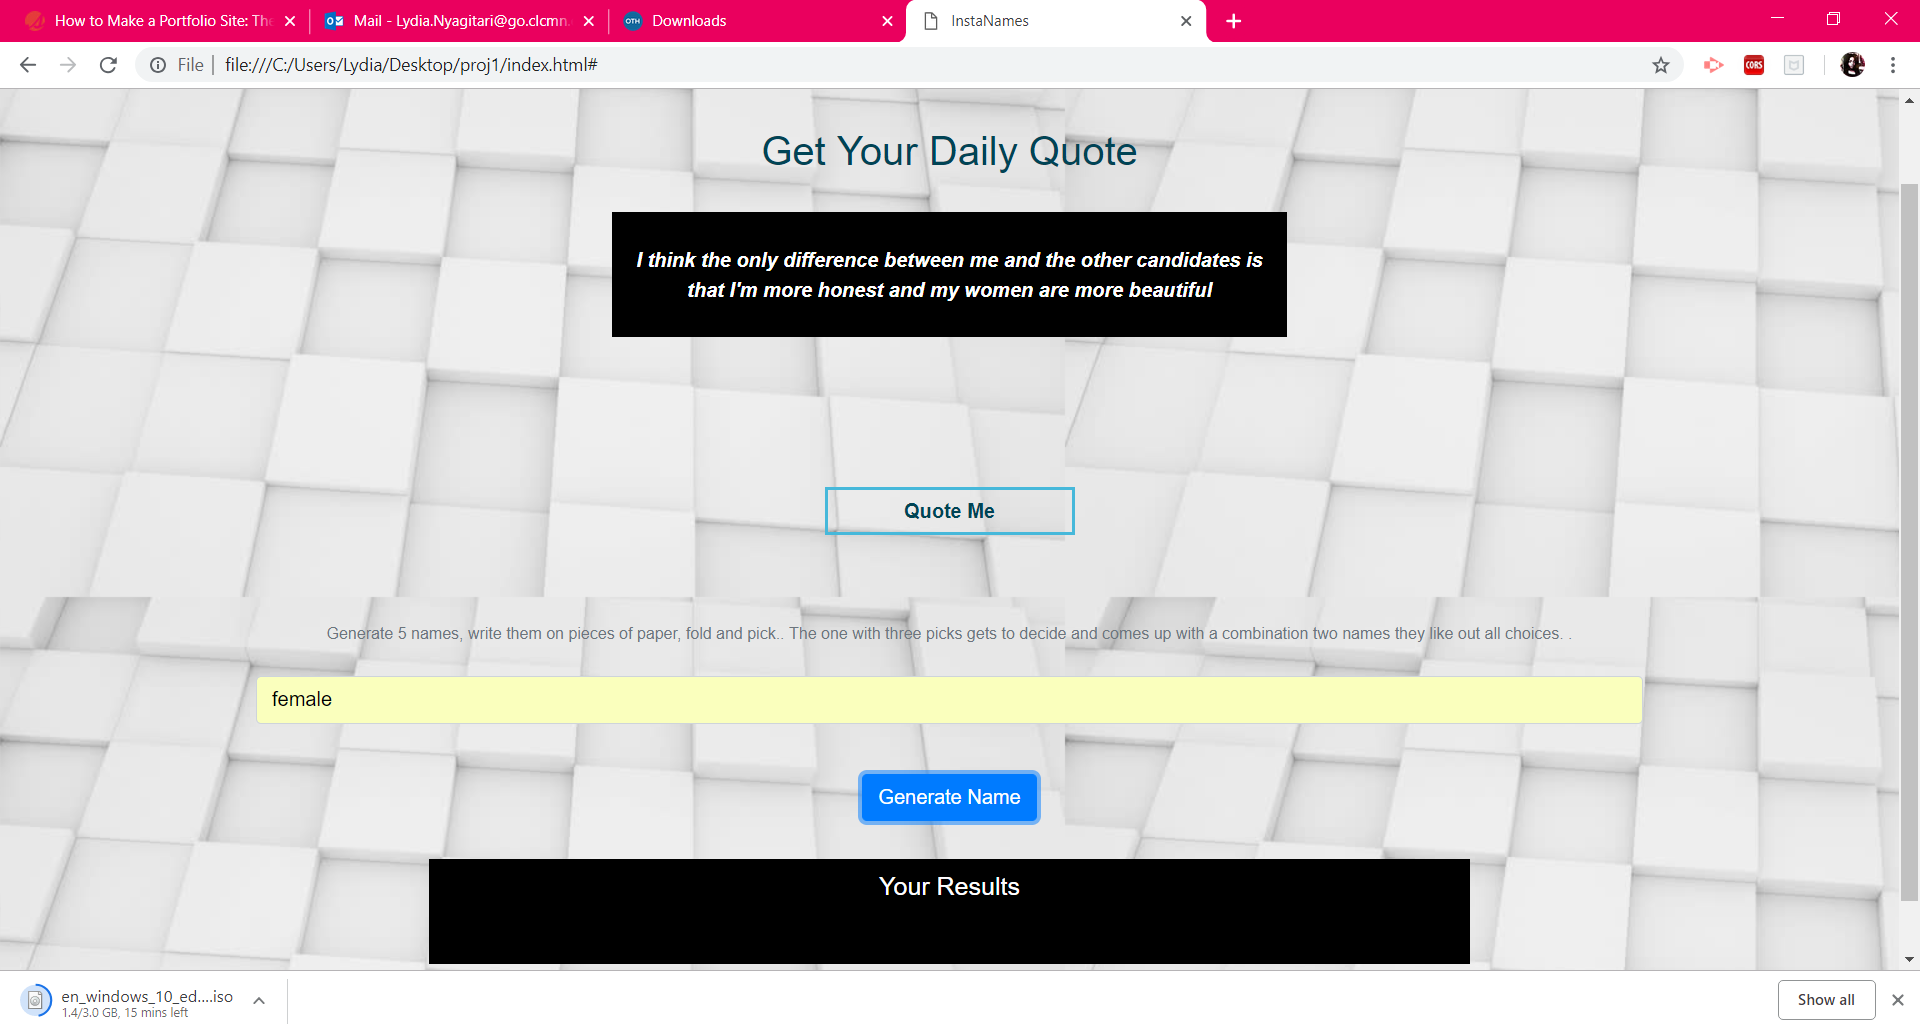 How to Make a Portfolio Site: The
Mail - Lydia.Nyagitari@go.clcmn.
OTH
Downloads
InstaNames
File
file:///C:/Users/Lydia/Desktop/proj1/index.html#
CORS
Get Your Daily Quote
I think the only difference between me and the other candidates is
that I'm more honest and my women are more beautiful
Quote Me
Generate 5 names, write them on pieces of paper, fold and pick.. The one with three picks gets to decide and comes up with a combination two names they like out all choices. .
female
Generate Name
Your Results
en_windows_10_ed....iso
1.4/3.0 GB, 15 mins left
Show all